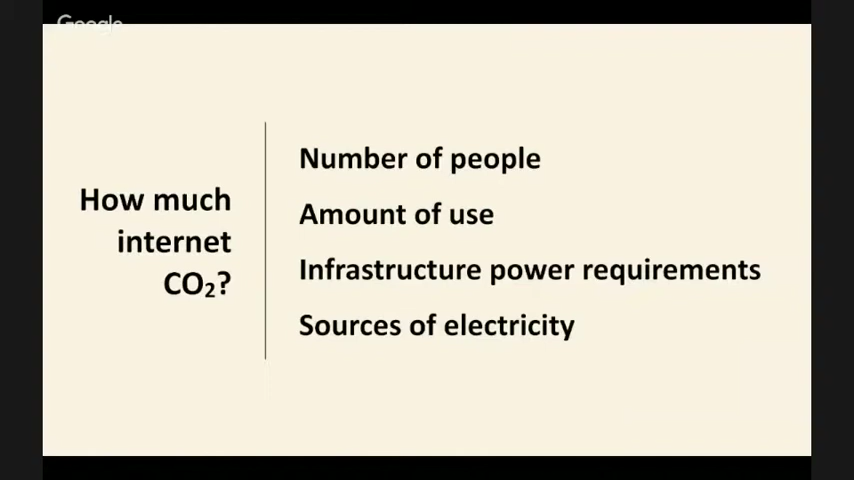 Google
How much
internet
CO₂?
Number of people
Amount of use
Infrastructure power requirements
Sources of electricity